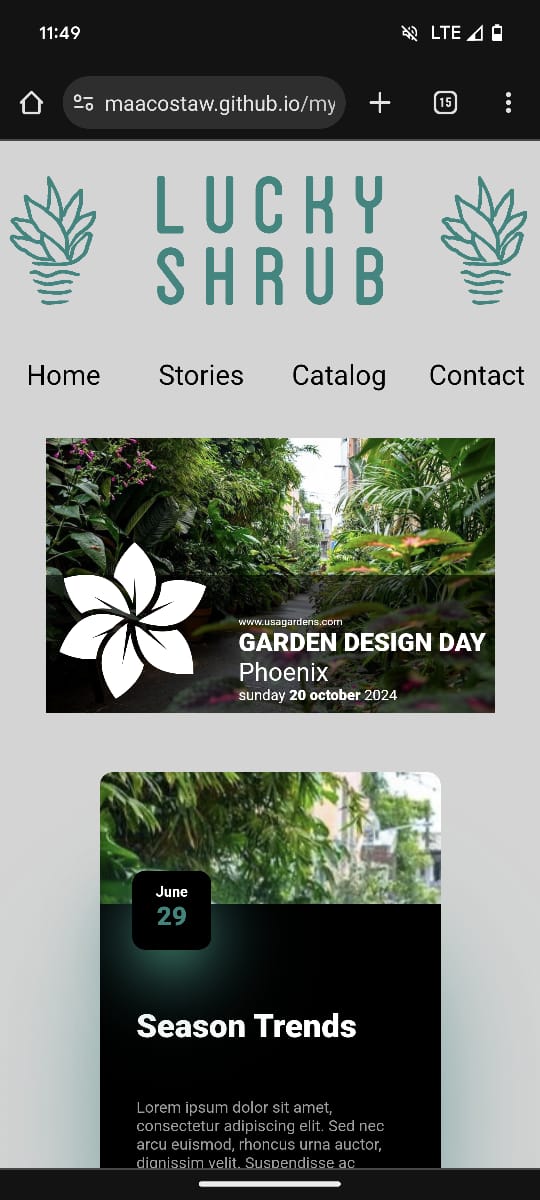 11:49
LTE
maacostaw.github.io/my
15
LUCKY
SHRUB
Home Stories Catalog Contact
www.usagardens.com
GARDEN DESIGN DAY
Phoenix
sunday 20 october 2024
June
29
Season Trends
Lorem ipsum dolor sit amet,
consectetur adipiscing elit. Sed nec
arcu euismod, rhoncus urna auctor,
dignissim velit. Suspendisse ac